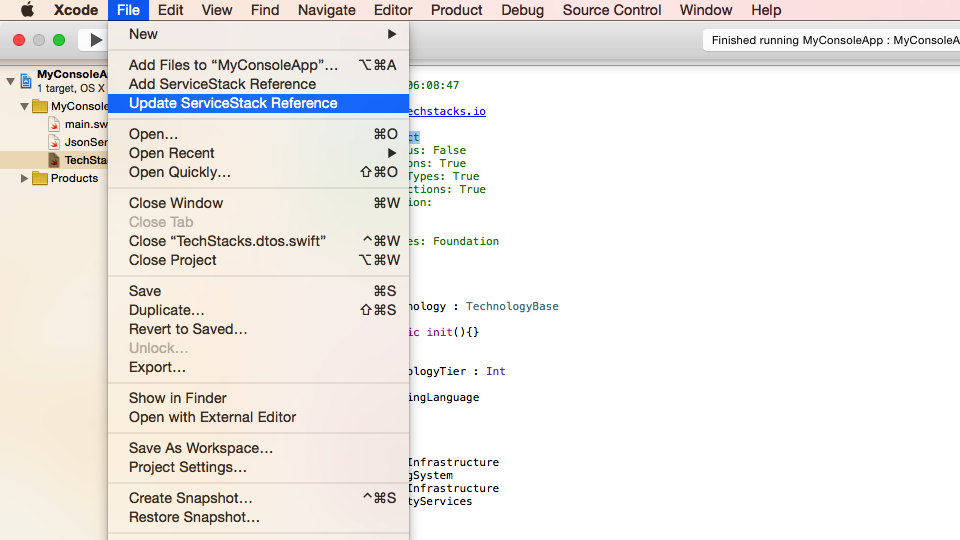 Xcode File Edit View Find Navigate Editor Product Debug Source Control Window Help
Finished running MyConsoleApp : MyConsoleA
New
Add Files to “MyConsoleApp”… ⌥⌘A
Add ServiceStack Reference
Update ServiceStack Reference
Open… ⌘O
Open Recent
Open Quickly… ⇧⌘O
Close Window ⌘W
Close Tab
Close “TechStacks.dtos.swift” ^⌘W
Close Project ⌥⌘W
Save ⌘S
Duplicate… ⇧⌘S
Revert to Saved…
Unlock…
Export…
Show in Finder
Open with External Editor
Save As Workspace…
Project Settings…
Create Snapshot… ^⌘S
Restore Snapshot…
MyConsoleA
1 target, OS X
MyConsole
main.sw
JsonSer
TechSta
Products
06:08:47
echstacks.io
ct
us: False
ons: True
Types: True
ctions: True
ion:
es: Foundation
nology : TechnologyBase
ic init(){}
ologyTier : Int
ingLanguage
Infrastructure
gSystem
Infrastructure
tyServices